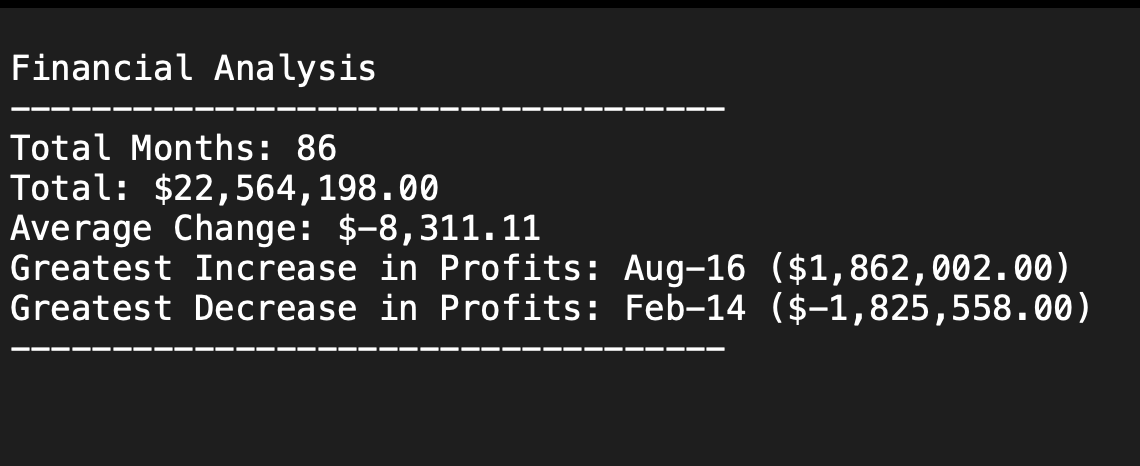 Financial Analysis
-----------------------------------
Total Months: 86
Total: $22,564,198.00
Average Change: $-8,311.11
Greatest Increase in Profits: Aug-16 ($1,862,002.00)
Greatest Decrease in Profits: Feb-14 ($-1,825,558.00)
-----------------------------------